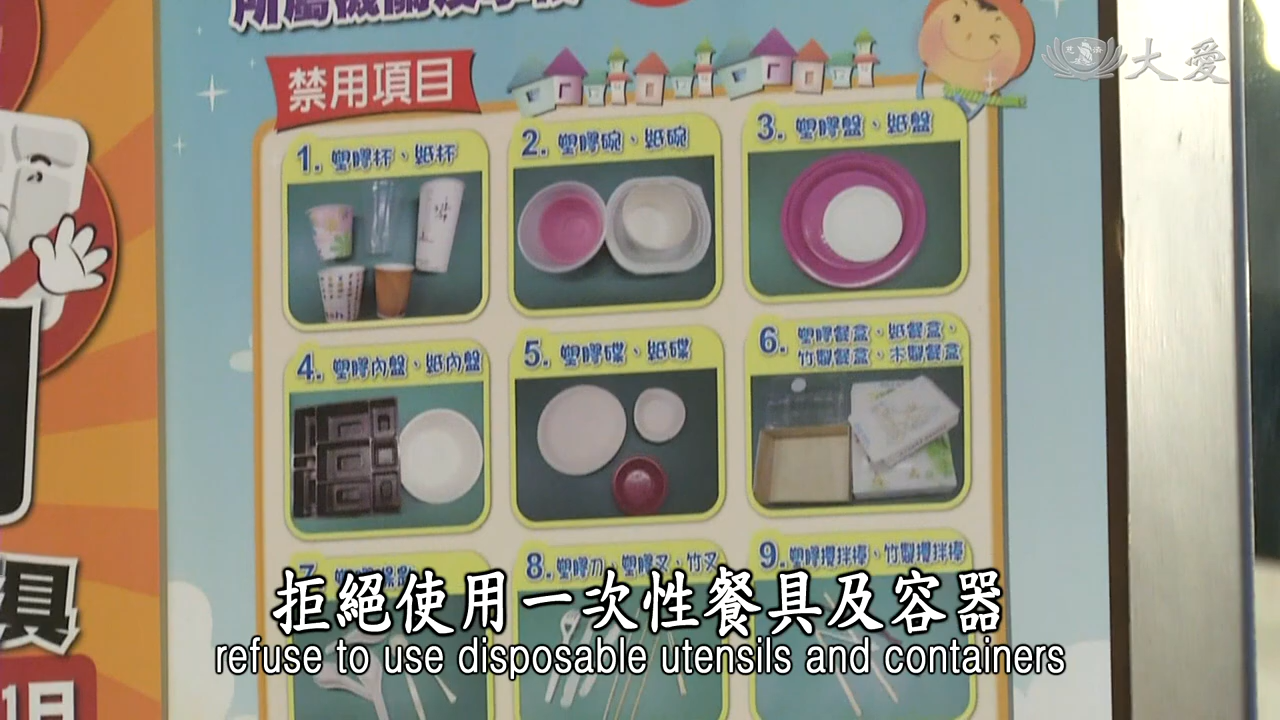 大愛
禁用項目
1. 塑膠杯、紙杯
2. 塑膠碗、紙碗
3. 塑膠盤、紙盤
4. 塑膠內盤、紙內盤
5. 塑膠碟、紙碟
6. 塑膠餐盒、紙餐盒、
竹製餐盒、木製餐盒
7.
8. 塑膠刀、塑膠叉、竹叉
9. 塑膠攪拌棒、竹製攪拌棒
拒絕使用一次性餐具及容器
refuse to use disposable utensils and containers
具
1日